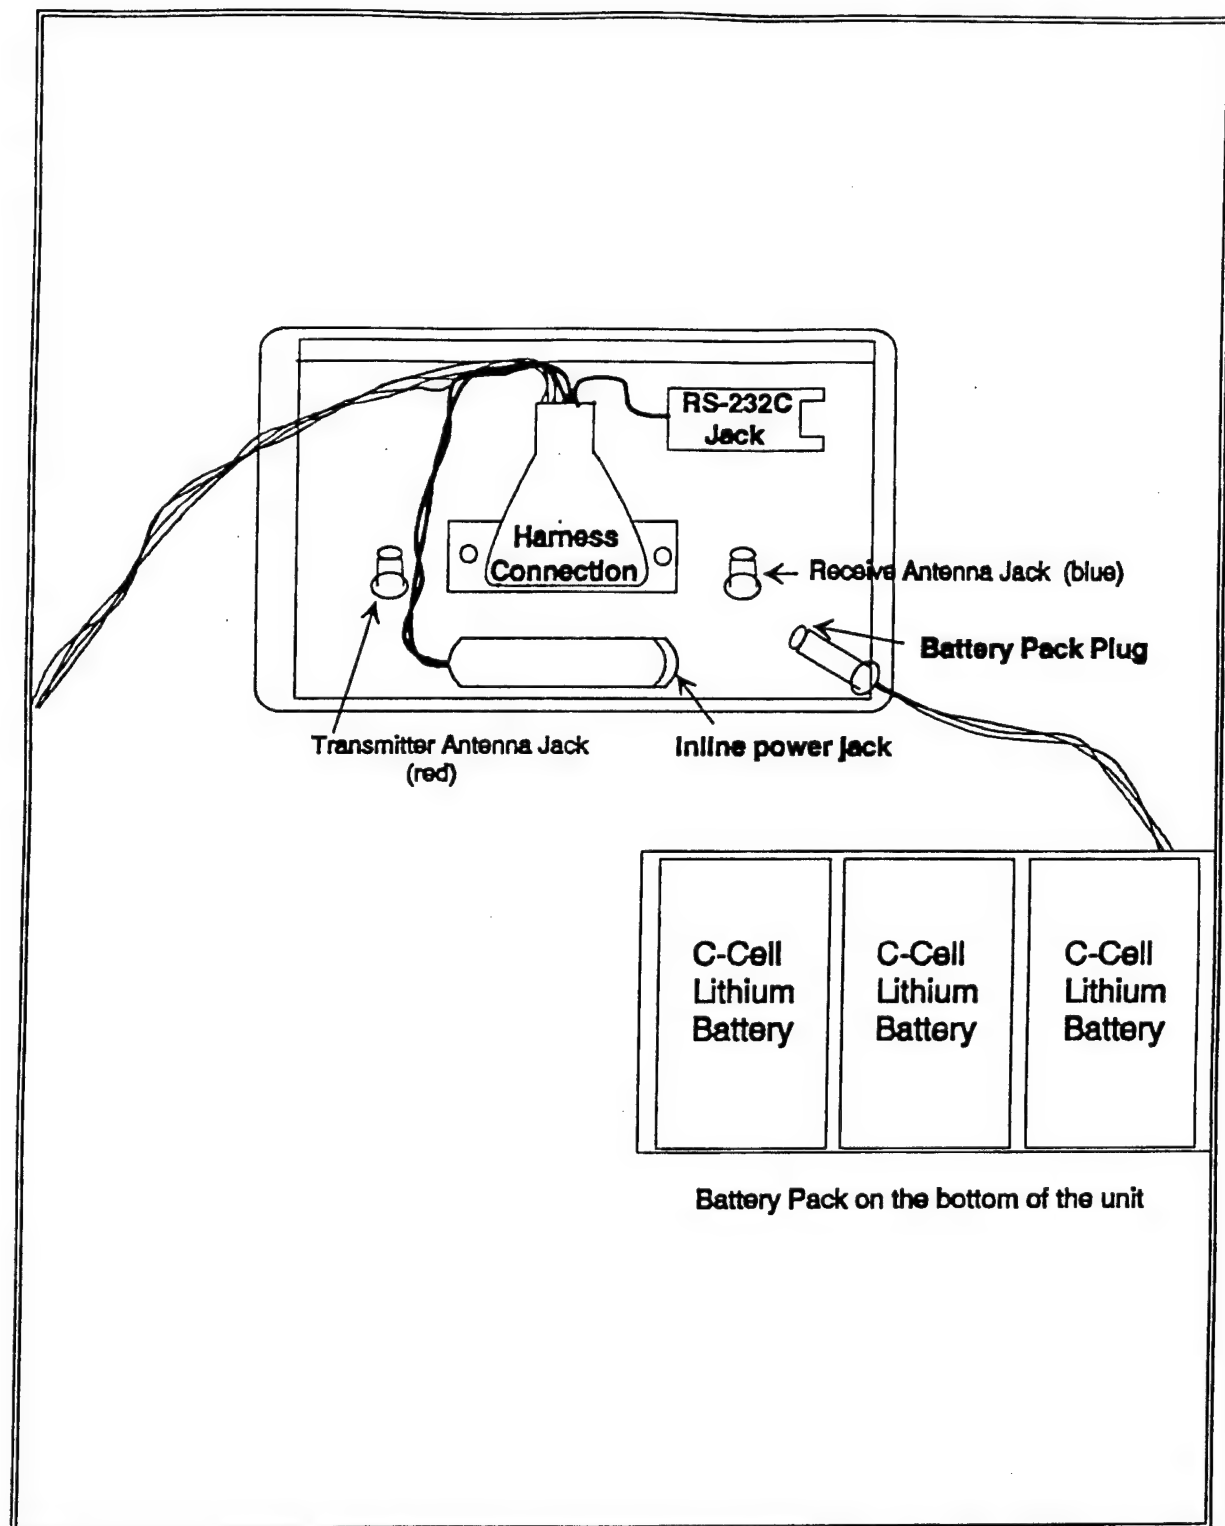 RS-232C
Jack
Harness
Connection
Receive Antenna Jack (blue)
Battery Pack Plug
Transmitter Antenna Jack
(red)
Inline power jack
C-Cell
Lithium
Battery
C-Cell
Lithium
Battery
C-Cell
Lithium
Battery
Battery Pack on the bottom of the unit